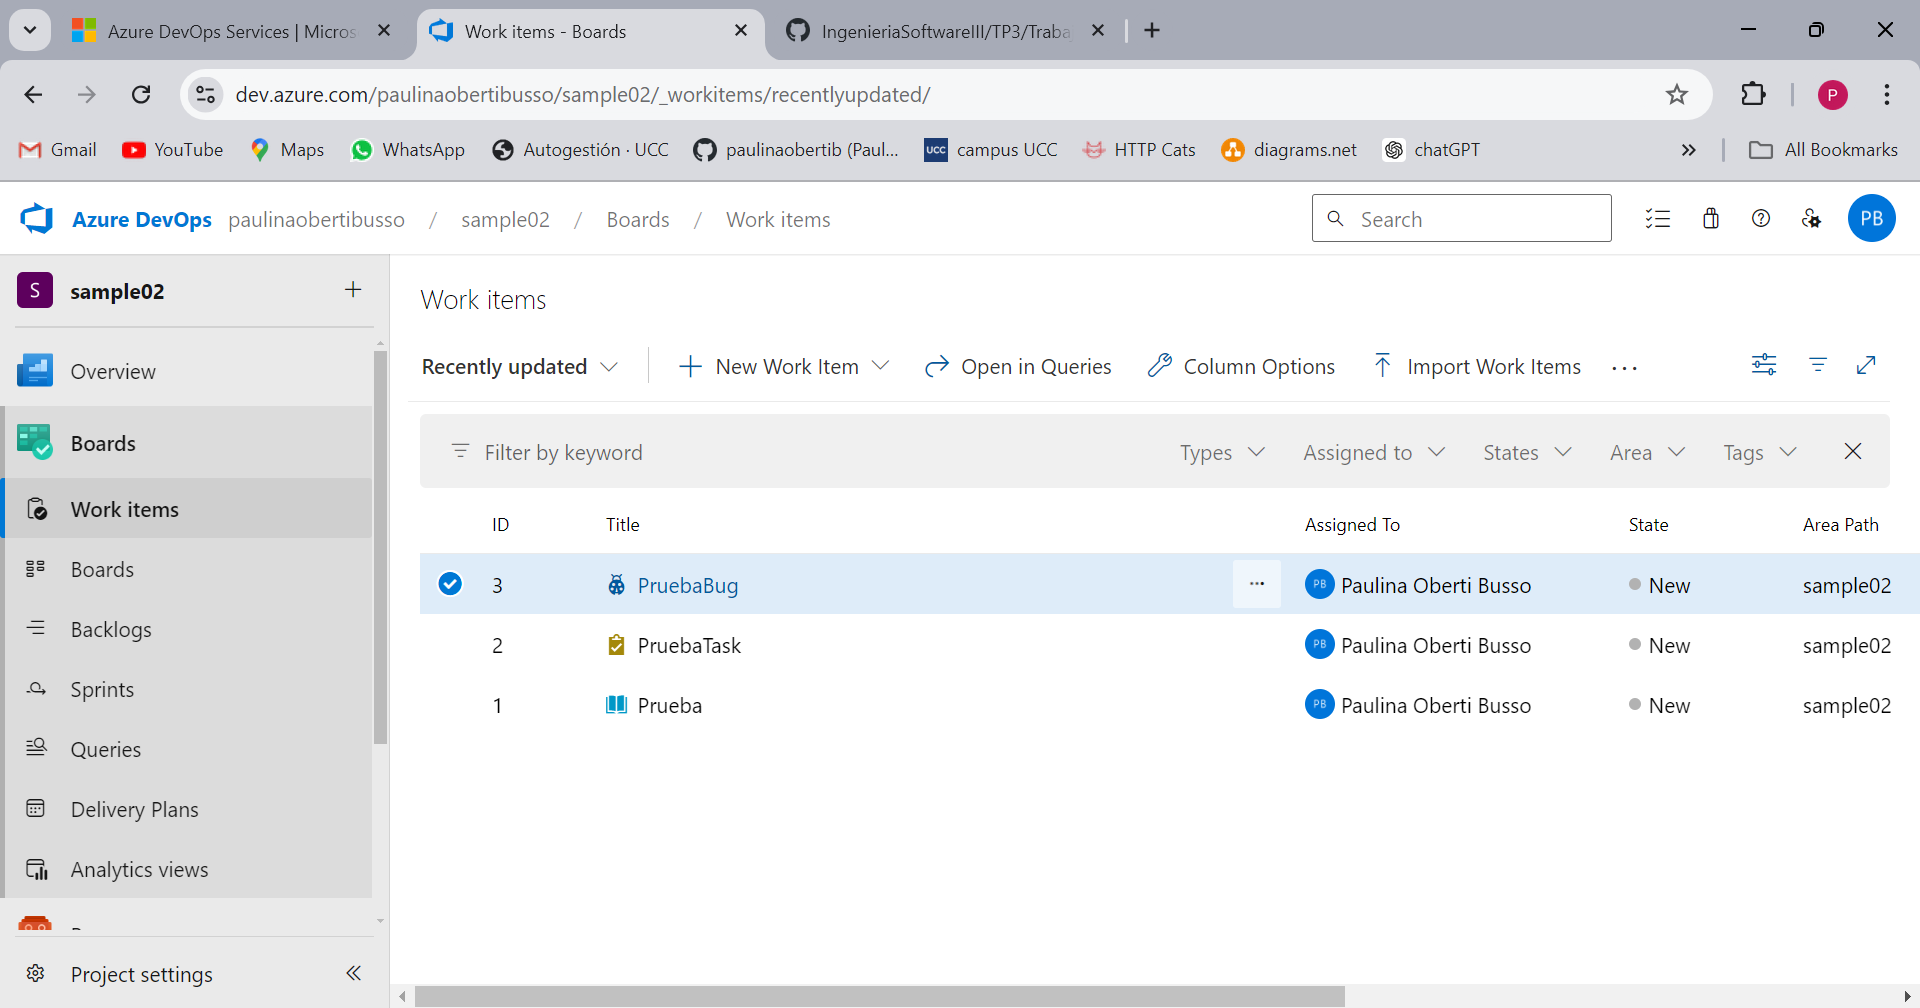 Azure DevOps Services | Micros
Work items - Boards
IngenieriaSoftwareIII/TP3/Traba
dev.azure.com/paulinaobertibusso/sample02/_workitems/recentlyupdated/
P
Gmail
YouTube
Maps
WhatsApp
Autogestión · UCC
paulinaobertib (Paul...
UCC
campus UCC
HTTP Cats
diagrams.net
chatGPT
»
All Bookmarks
Azure DevOps
paulinaobertibusso / sample02 / Boards / Work items
Search
PB
S
sample02
Overview
Boards
Work items
Boards
Backlogs
Sprints
Queries
Delivery Plans
Analytics views
Project settings
Work items
Recently updated
New Work Item
Open in Queries
Column Options
Import Work Items
...
Filter by keyword
Types
Assigned to
States
Area
Tags
ID Title Assigned To State Area Path
3 PruebaBug ... PB Paulina Oberti Busso New sample02
2 PruebaTask PB Paulina Oberti Busso New sample02
1 Prueba PB Paulina Oberti Busso New sample02